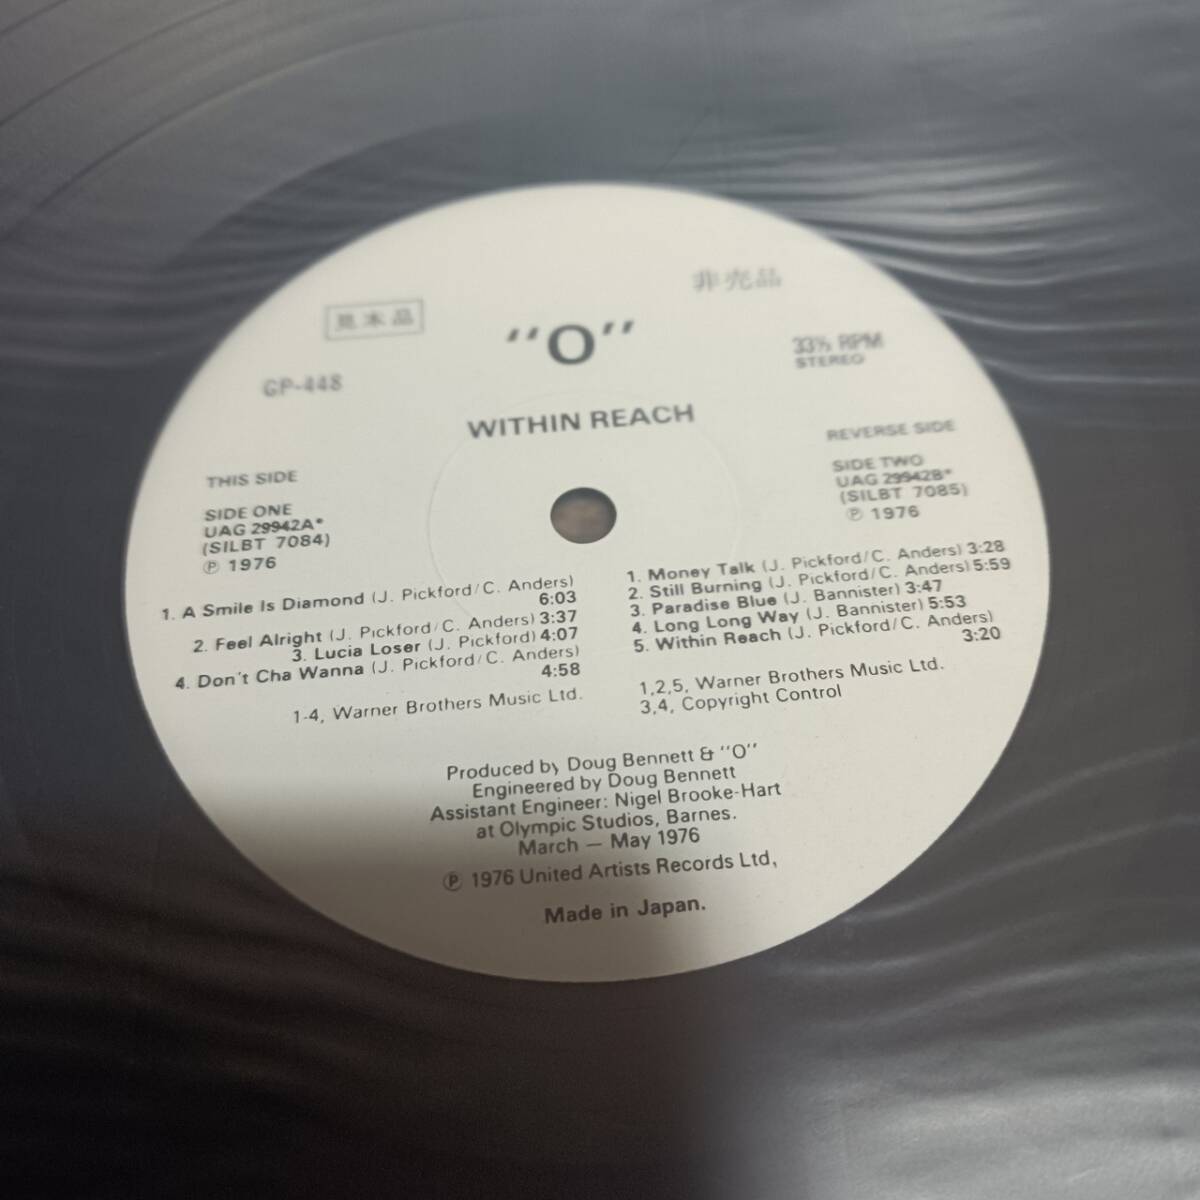 非売品
見本品
"O"
33⅓ RPM
STEREO
GP-448
WITHIN REACH
THIS SIDE
SIDE ONE
UAG 29942A*
(SILBT 7084)
Ⓟ 1976
REVERSE SIDE
SIDE TWO
UAG 29942B*
(SILBT 7085)
Ⓟ 1976
1. A Smile Is Diamond (J. Pickford/C. Anders)
6:03
2. Feel Alright (J. Pickford/C. Anders) 3:37
3. Lucia Loser (J. Pickford) 4:07
4. Don't Cha Wanna (J. Pickford/C. Anders)
4:58
1-4, Warner Brothers Music Ltd.
1. Money Talk (J. Pickford/C. Anders) 3:28
2. Still Burning (J. Pickford/C. Anders) 5:59
3. Paradise Blue (J. Bannister) 3:47
4. Long Long Way (J. Bannister) 5:53
5. Within Reach (J. Pickford/C. Anders)
3:20
1,2,5, Warner Brothers Music Ltd.
3,4, Copyright Control
Produced by Doug Bennett & "O"
Engineered by Doug Bennett
Assistant Engineer: Nigel Brooke-Hart
at Olympic Studios, Barnes.
March — May 1976
Ⓟ 1976 United Artists Records Ltd,
Made in Japan.